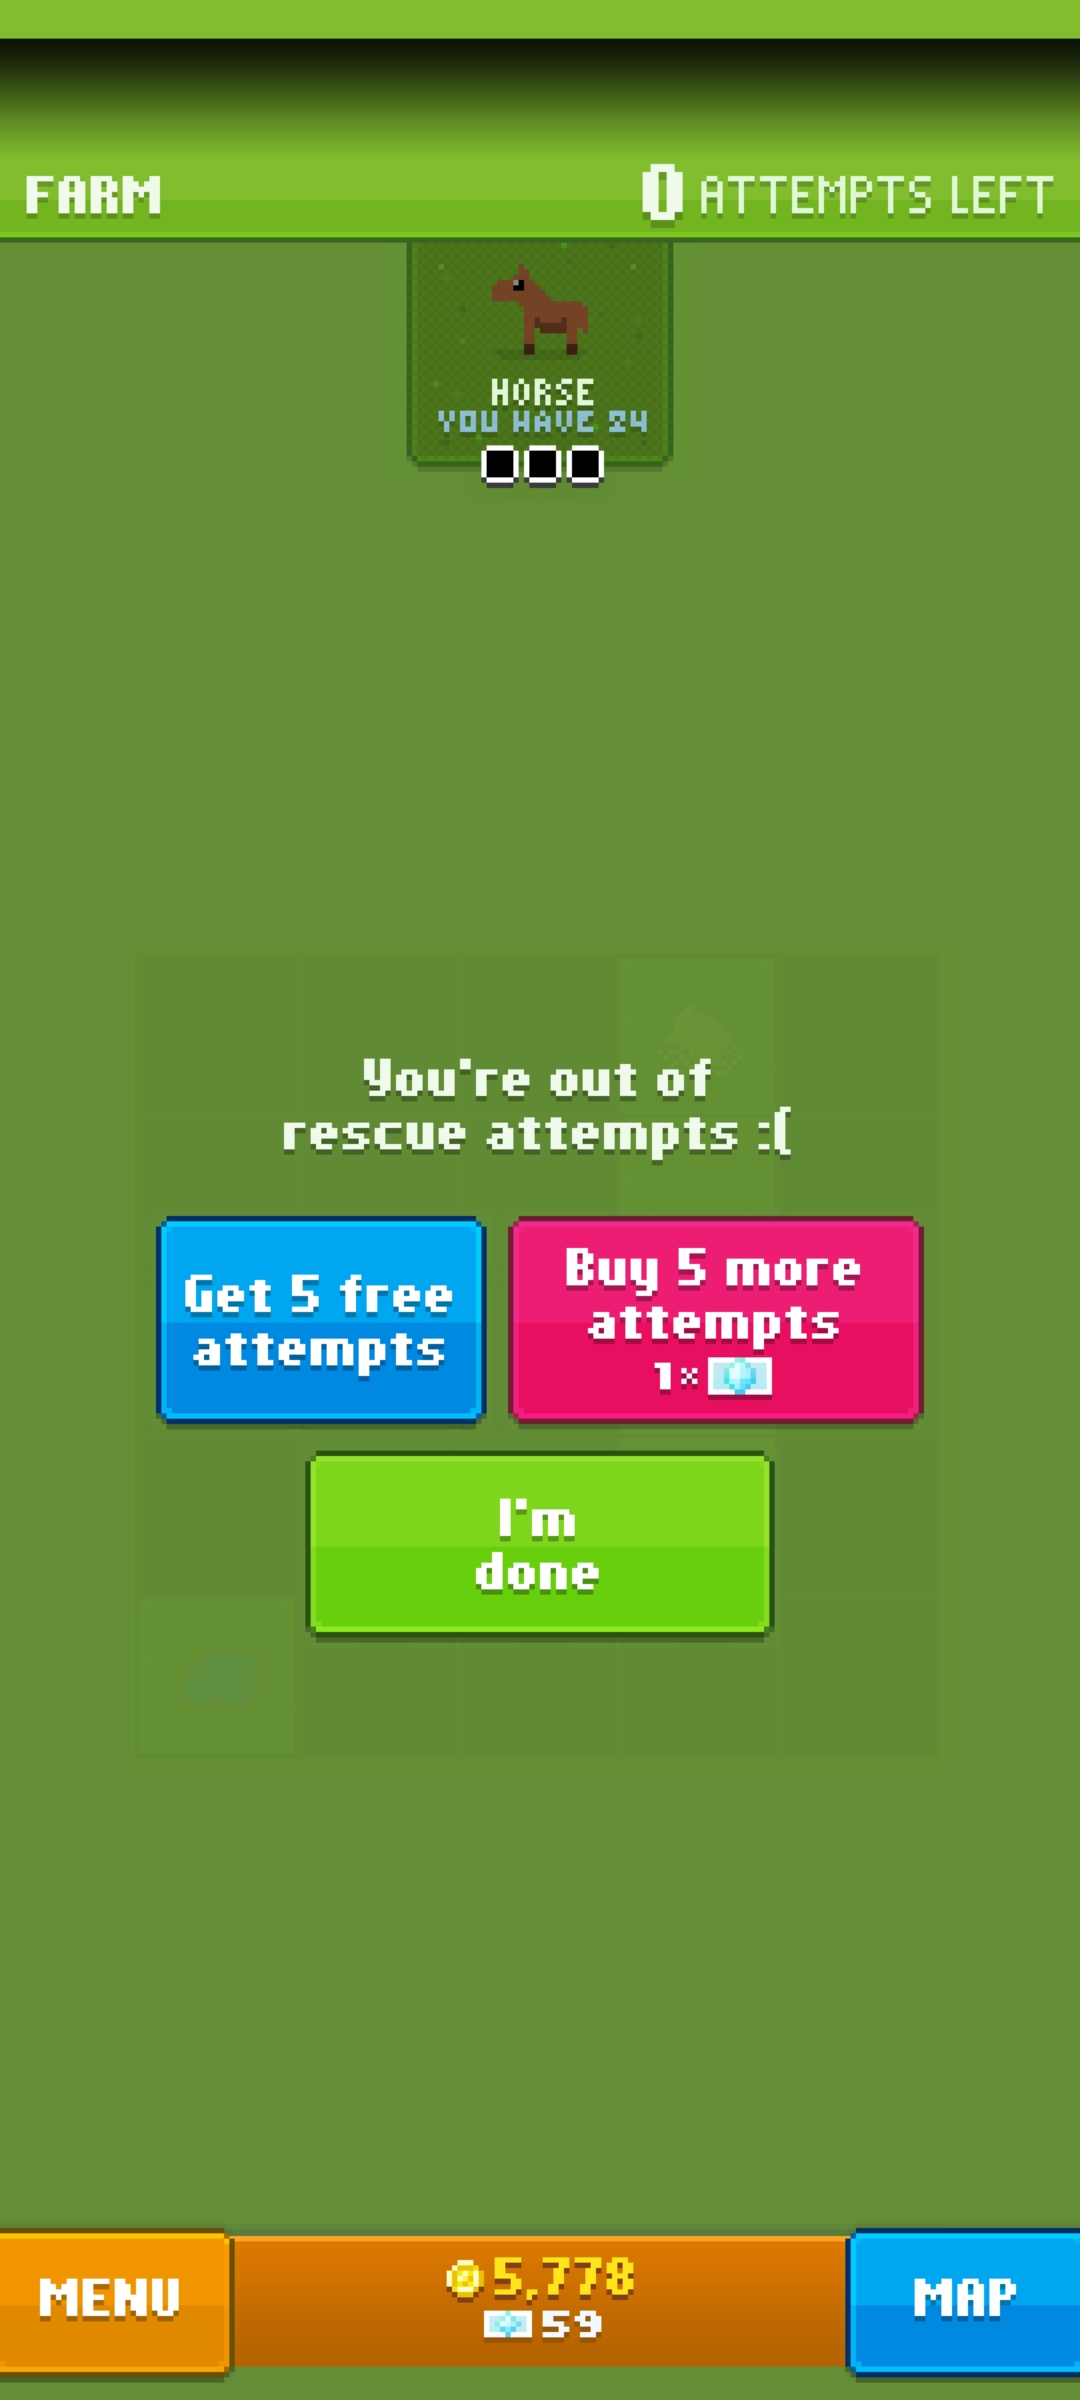 FARM
0 ATTEMPTS LEFT
HORSE
YOU HAVE 24
You're out of
rescue attempts :(
Get 5 free
attempts
Buy 5 more
attempts
1×
I'm
done
MENU
5,778
59
MAP